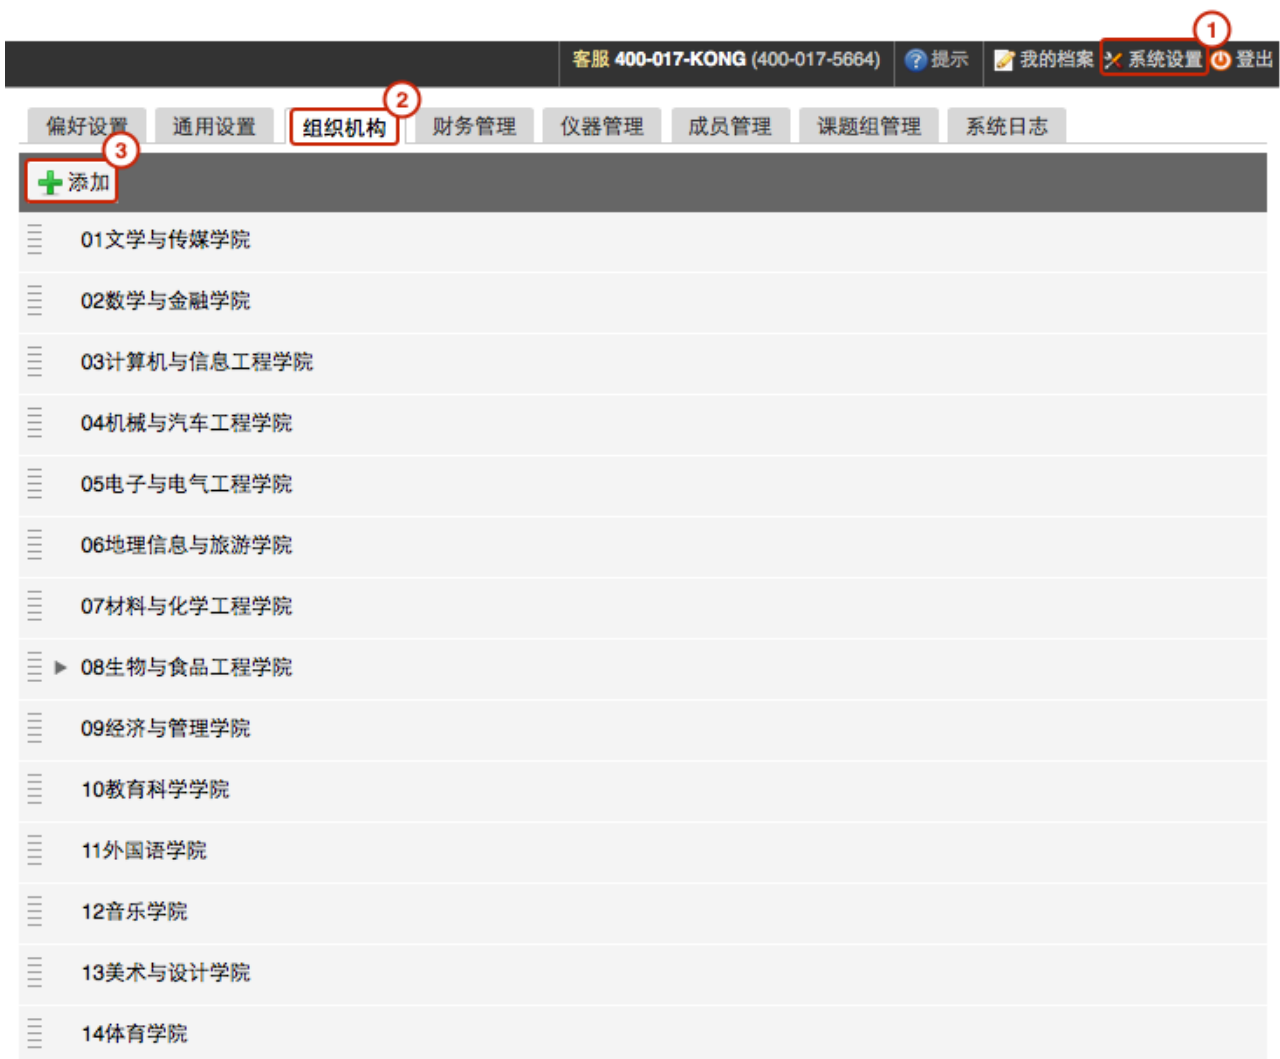 ①
客服 400-017-KONG (400-017-5664) 提示 我的档案 系统设置 登出
②
偏好设置 通用设置 组织机构 财务管理 仪器管理 成员管理 课题组管理 系统日志
③
添加
01文学与传媒学院
02数学与金融学院
03计算机与信息工程学院
04机械与汽车工程学院
05电子与电气工程学院
06地理信息与旅游学院
07材料与化学工程学院
08生物与食品工程学院
09经济与管理学院
10教育科学学院
11外国语学院
12音乐学院
13美术与设计学院
14体育学院